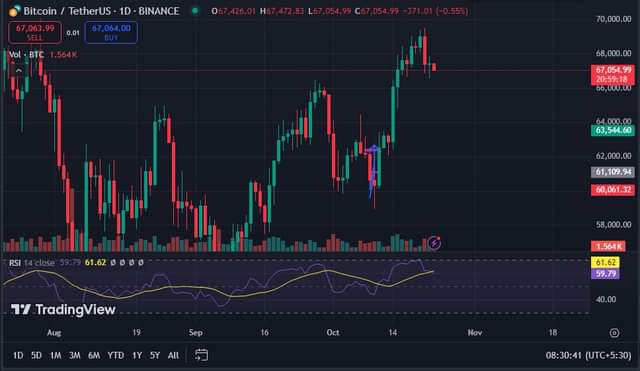 Bitcoin / TetherUS · 1D · BINANCE O67,426.01 H67,472.83 L67,054.99 C67,054.99 −371.01 (−0.55%)
67,063.99 SELL 0.01 67,064.00 BUY
Vol · BTC 1.564K
70,000.00
68,000.00
67,054.99
20:59:18
66,000.00
63,544.60
62,000.00
61,109.94
60,061.32
58,000.00
1.564K
RSI 14 close 59.79 61.62 Ø Ø Ø Ø
61.62
59.79
40.00
TradingView
Aug 19 Sep 16 Oct 14 Nov 18
1D 5D 1M 3M 6M YTD 1Y 5Y All 08:30:41 (UTC+5:30)